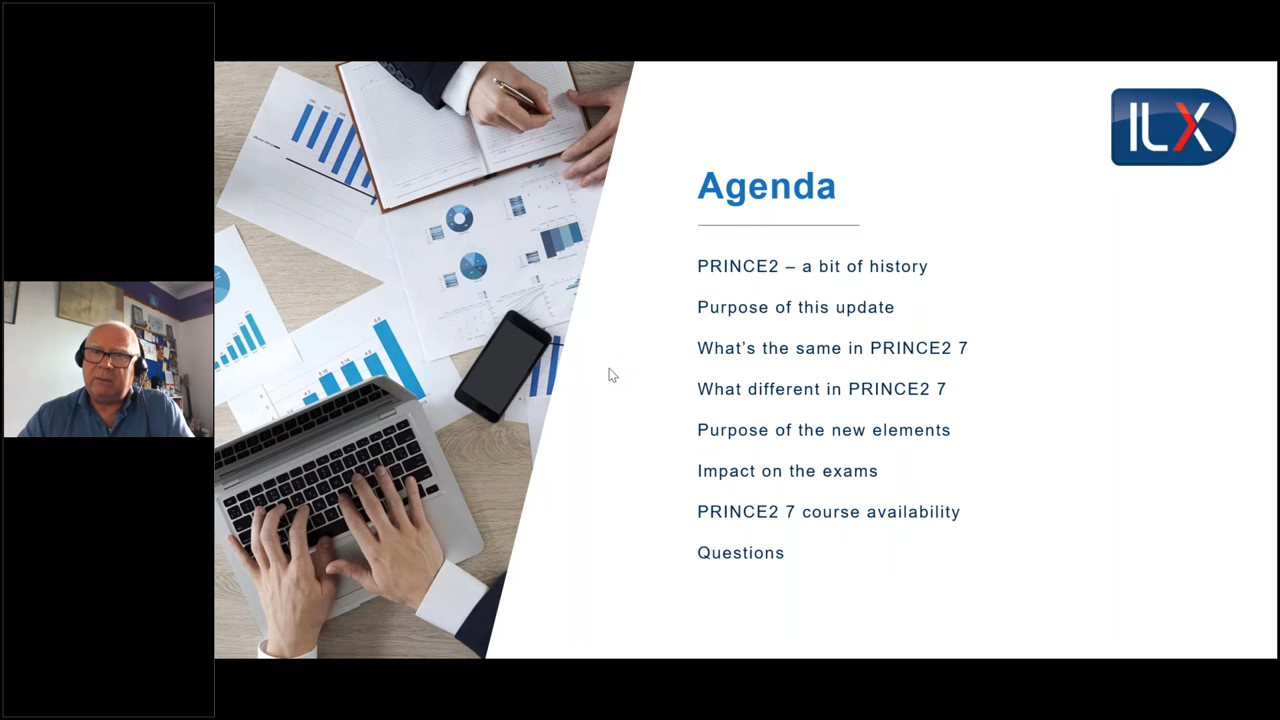 ILX
Agenda
PRINCE2 – a bit of history
Purpose of this update
What's the same in PRINCE2 7
What different in PRINCE2 7
Purpose of the new elements
Impact on the exams
PRINCE2 7 course availability
Questions